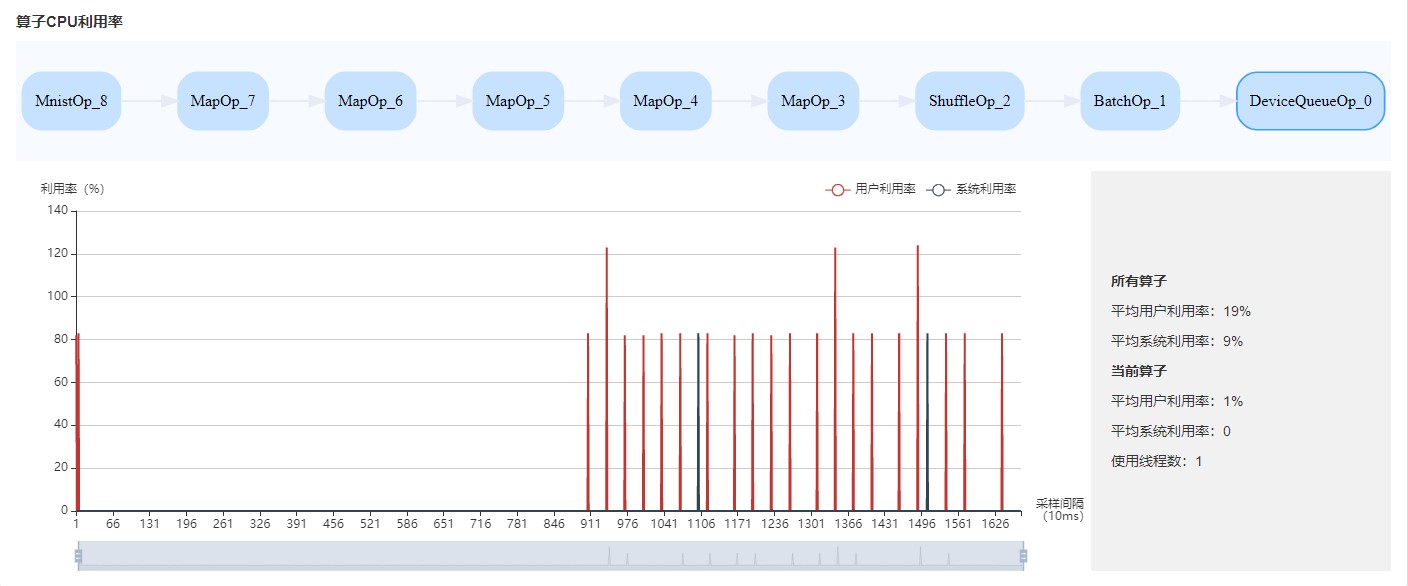 算子CPU利用率
MnistOp_8 MapOp_7 MapOp_6 MapOp_5 MapOp_4 MapOp_3 ShuffleOp_2 BatchOp_1 DeviceQueueOp_0
利用率（%）
用户利用率 系统利用率
140
120
100
80
60
40
20
0
1 66 131 196 261 326 391 456 521 586 651 716 781 846 911 976 1041 1106 1171 1236 1301 1366 1431 1496 1561 1626
采样间隔
（10ms）
所有算子
平均用户利用率：19%
平均系统利用率：9%
当前算子
平均用户利用率：1%
平均系统利用率：0
使用线程数：1